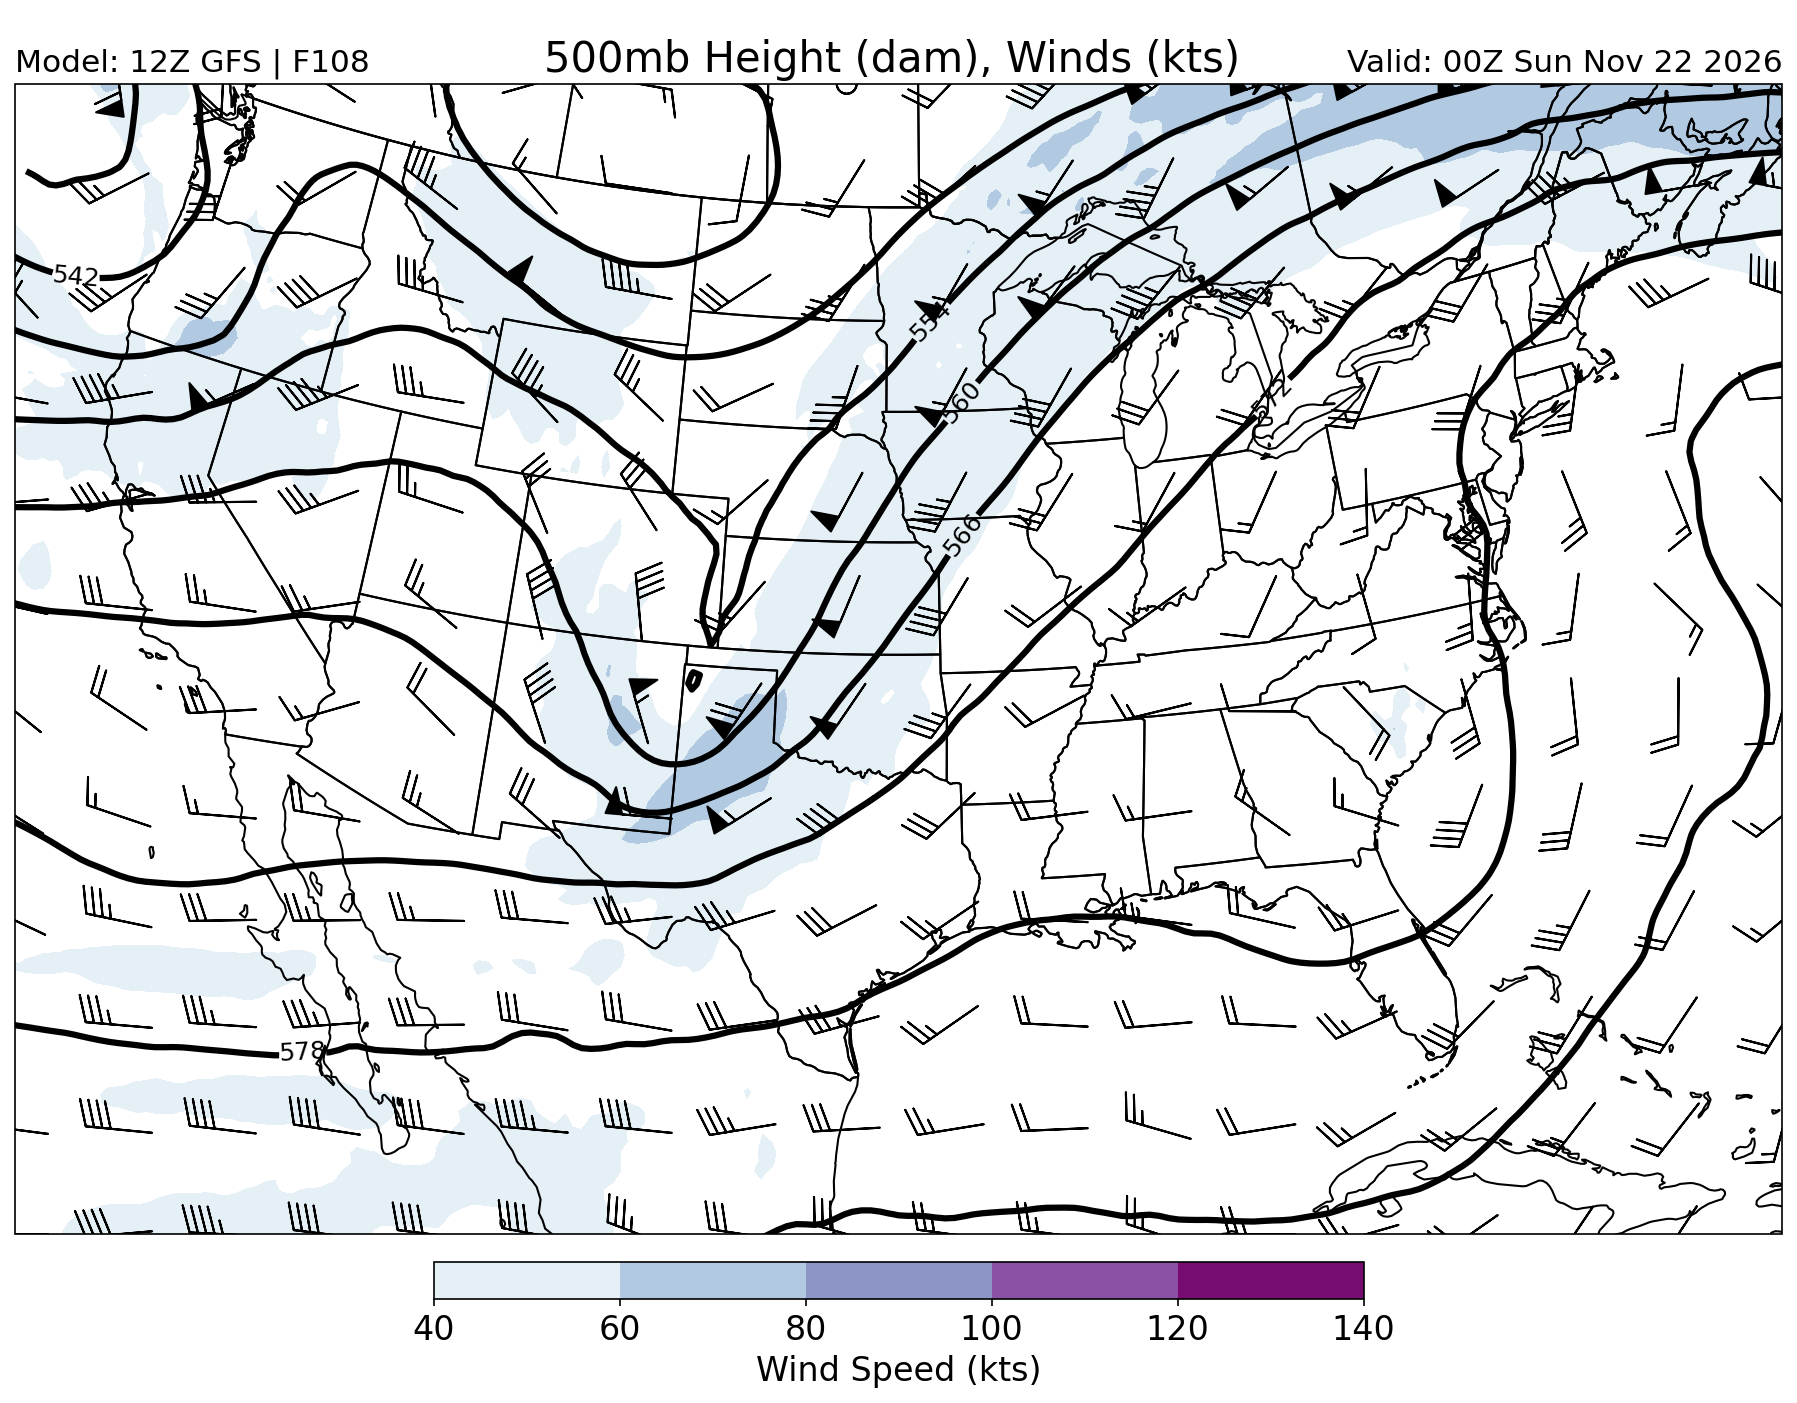 Model: 12Z GFS | F108
500mb Height (dam), Winds (kts)
Valid: 00Z Sun Nov 22 2026
542
554
560
572
566
578
40 60 80 100 120 140
Wind Speed (kts)